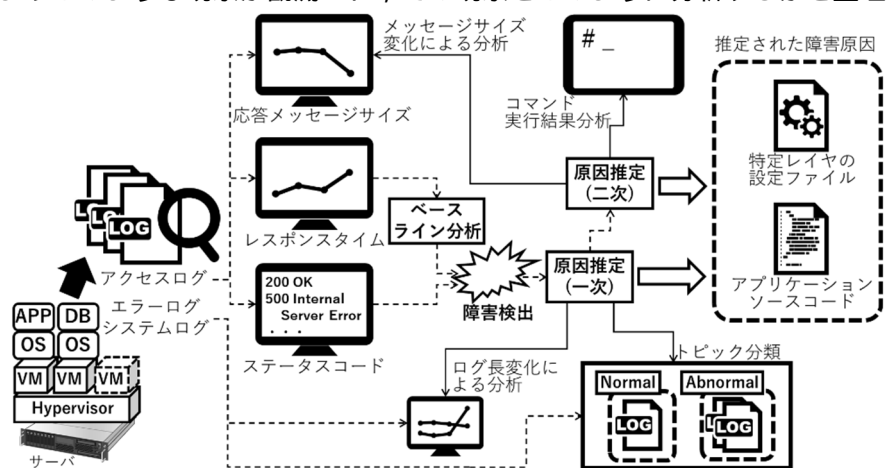 メッセージサイズ
変化による分析
#_
推定された障害原因
応答メッセージサイズ
コマンド
実行結果分析
特定レイヤの
設定ファイル
原因推定
(二次)
LOG
LOG
LOG
ベース
ライン分析
レスポンスタイム
アクセスログ
原因推定
(一次)
アプリケーション
ソースコード
200 OK
500 Internal
Server Error
. . .
障害検出
エラーログ
システムログ
APP
DB
OS
OS
VM
VM
VM
Hypervisor
サーバ
ステータスコード
ログ長変化に
よる分析
トピック分類
Normal
Abnormal
LOG
LOG
LOG